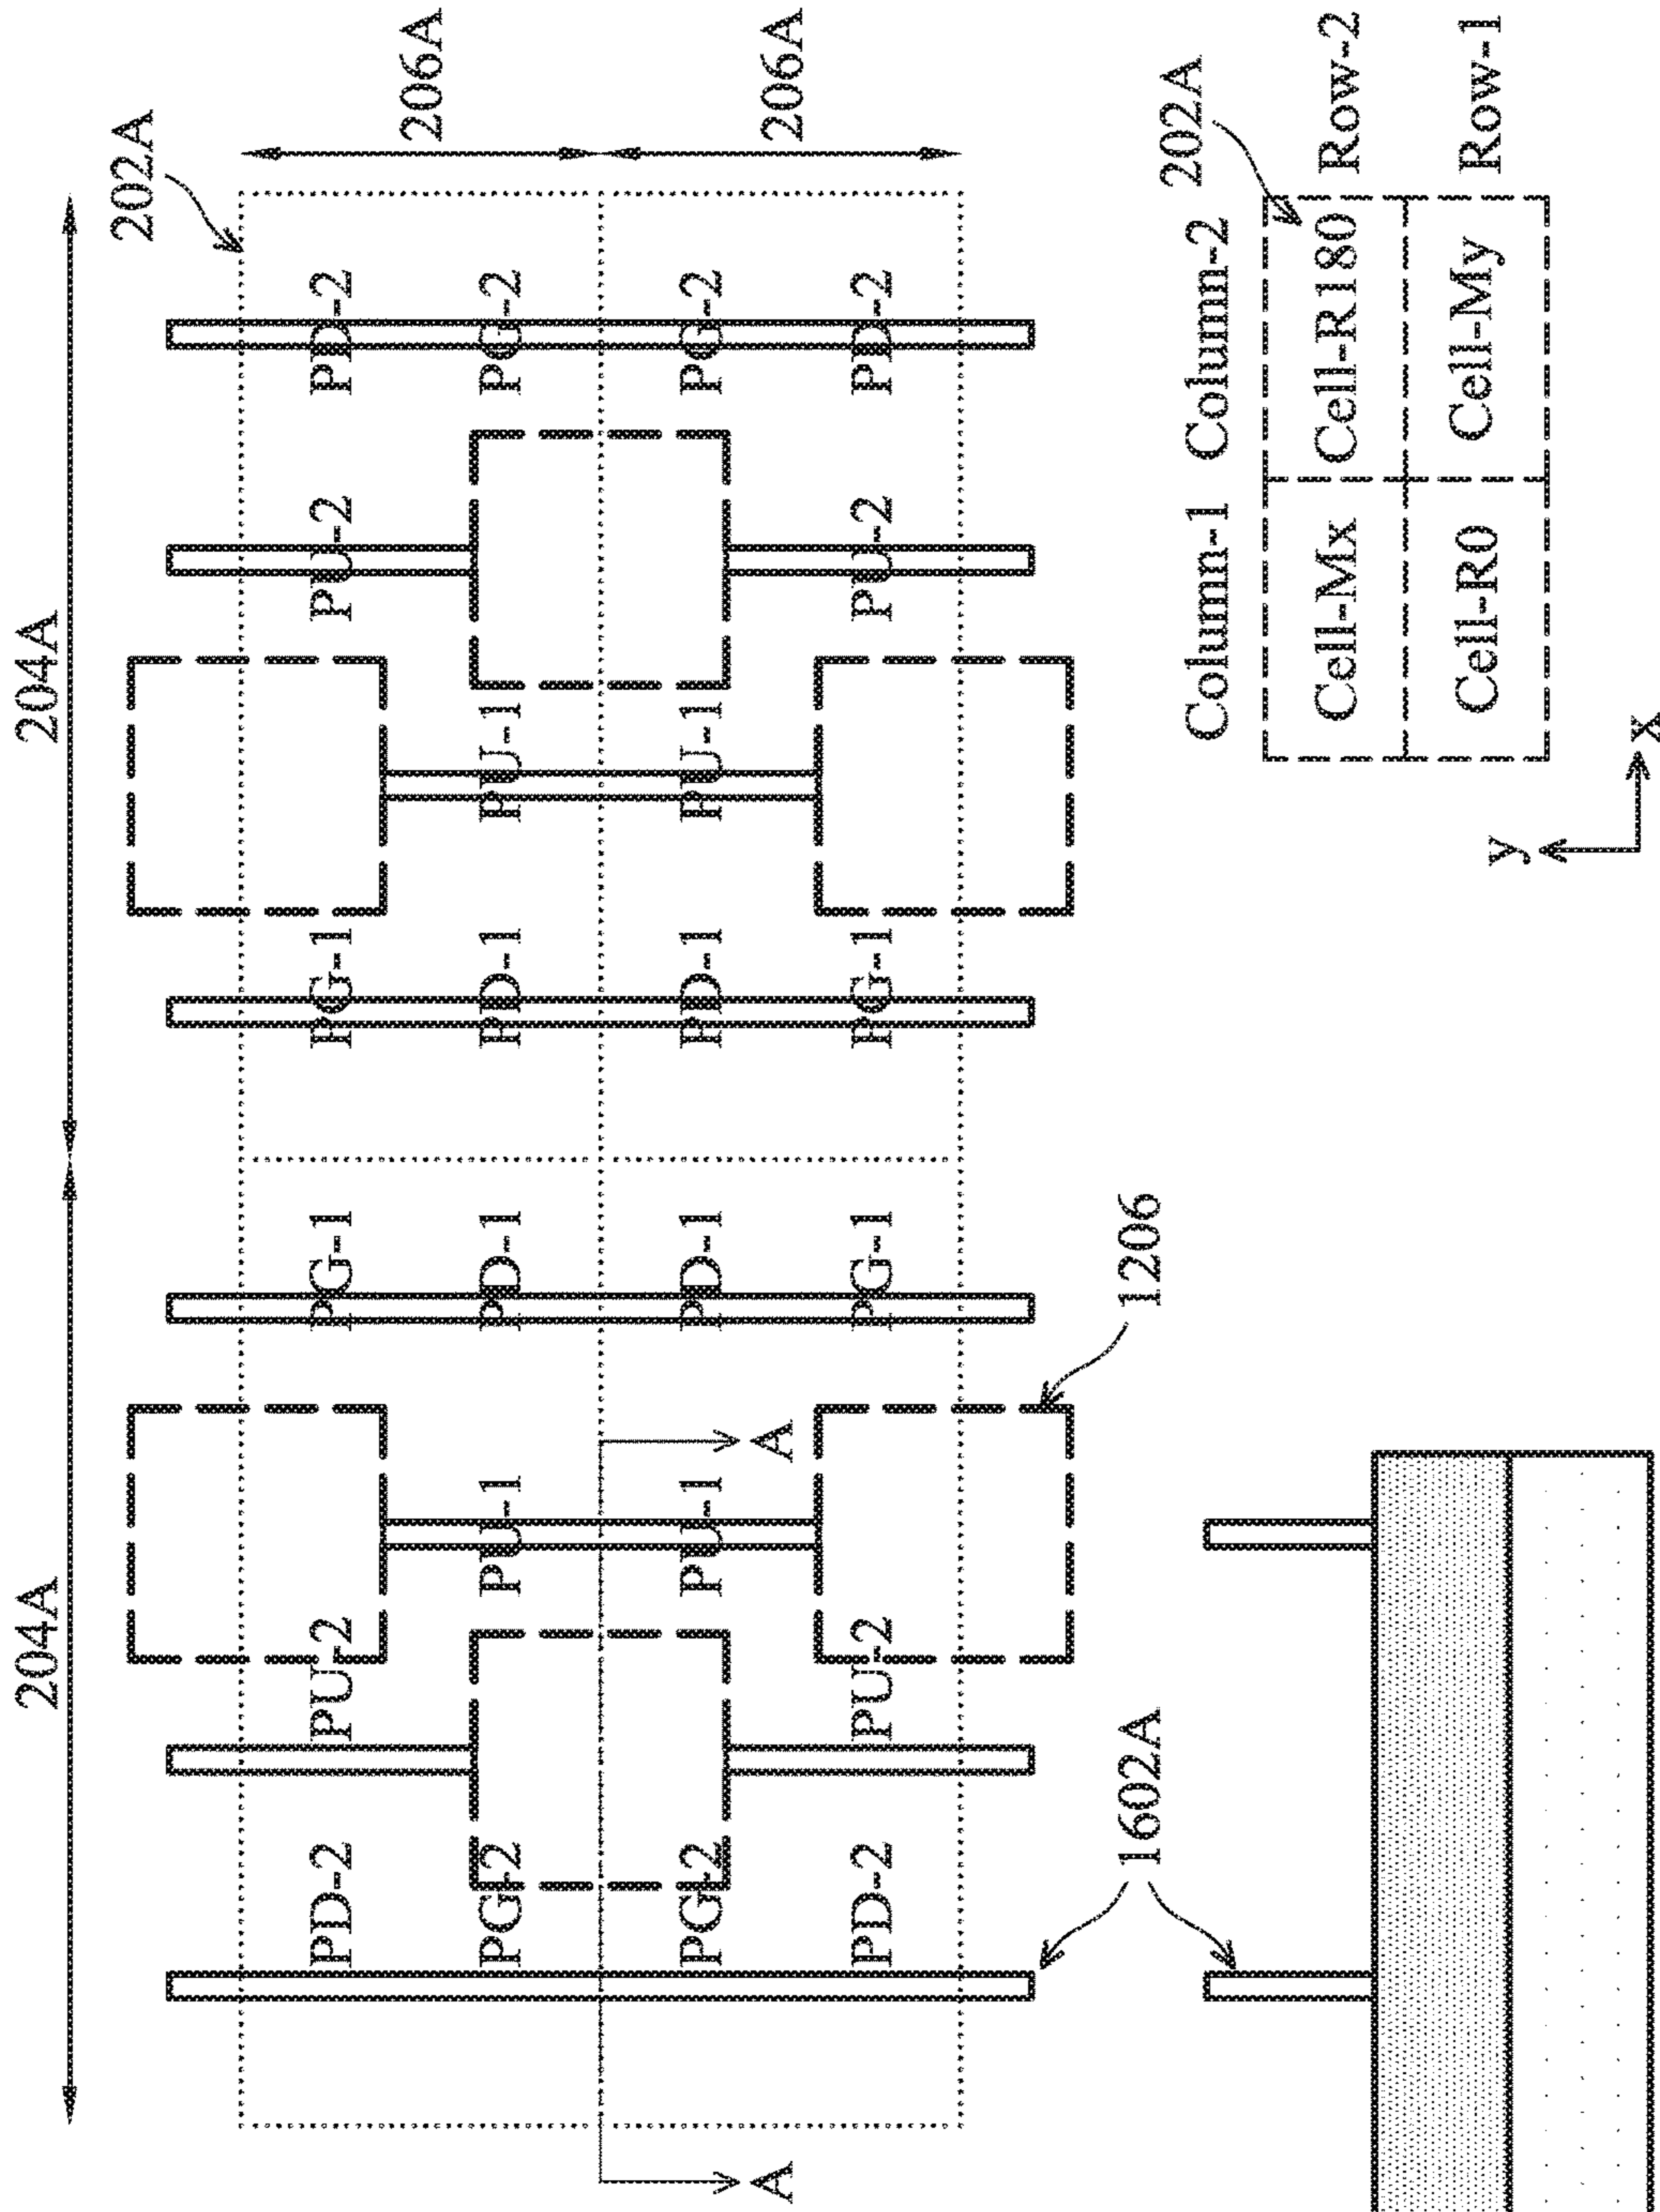 204A 204A
202A
PD-2 PU-2 PG-1 PG-1 PU-2 PD-2
206A
PG-2 PU-1 PD-1 PD-1 PU-1 PG-2
PG-2 PU-1 PD-1 PD-1 PU-1 PG-2
A A 206A
PD-2 PU-2 PG-1 PG-1 PU-2 PD-2
1602A 1206
202A
Column-1 Column-2
Cell-Mx Cell-R180 Row-2
Cell-R0 Cell-My Row-1
y
x